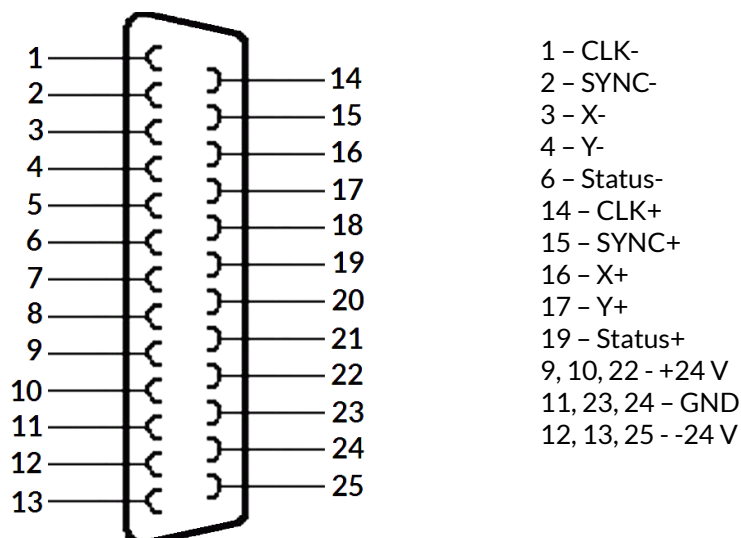 1
2
3
4
5
6
7
8
9
10
11
12
13
14
15
16
17
18
19
20
21
22
23
24
25
1 – CLK-
2 – SYNC-
3 – X-
4 – Y-
6 – Status-
14 – CLK+
15 – SYNC+
16 – X+
17 – Y+
19 – Status+
9, 10, 22 - +24 V
11, 23, 24 – GND
12, 13, 25 - -24 V